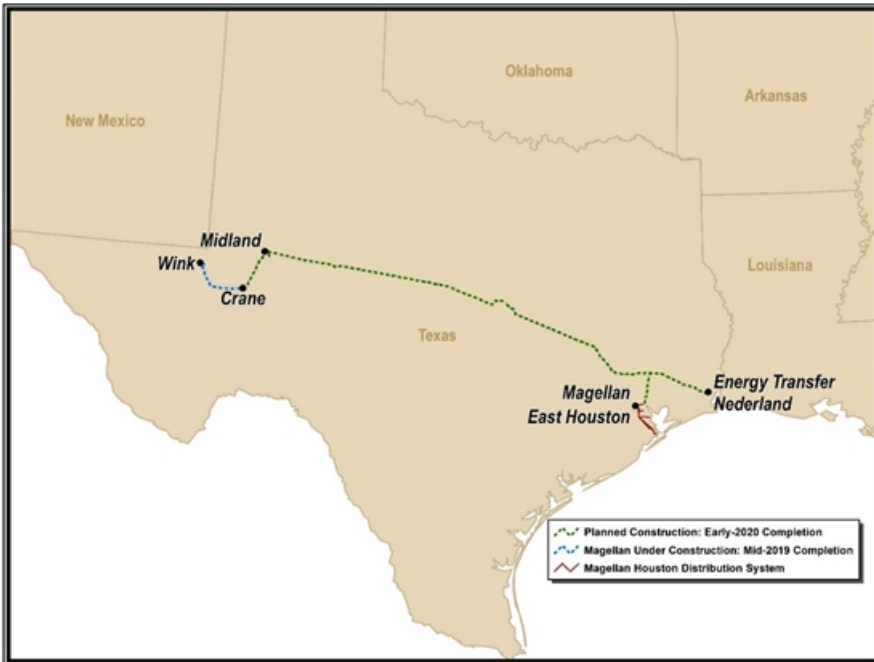 Oklahoma
Arkansas
New Mexico
Midland
Wink
Crane
Louisiana
Texas
Energy Transfer
Nederland
Magellan
East Houston
Planned Construction: Early-2020 Completion
Magellan Under Construction: Mid-2019 Completion
Magellan Houston Distribution System